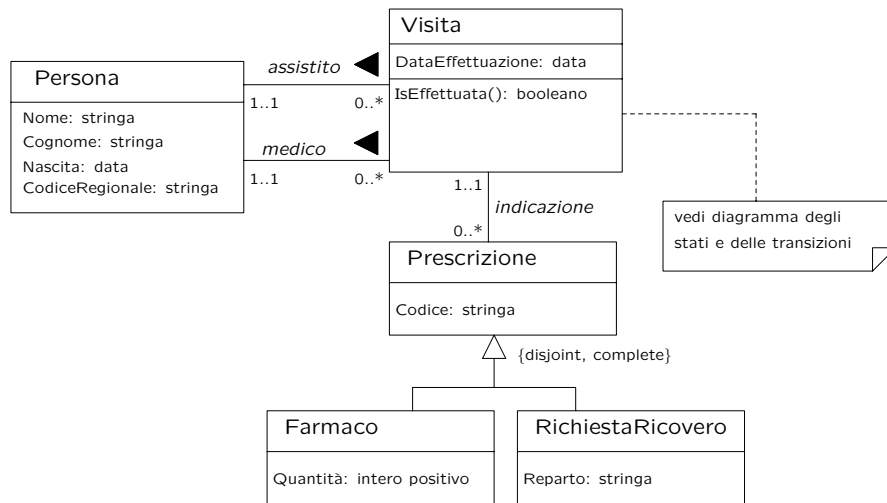 Visita
DataEffettuazione: data
IsEffettuata(): booleano
Persona
Nome: stringa
Cognome: stringa
Nascita: data
CodiceRegionale: stringa
assistito
1..1
0..*
medico
1..1
0..*
1..1
indicazione
0..*
vedi diagramma degli
stati e delle transizioni
Prescrizione
Codice: stringa
{disjoint, complete}
Farmaco
Quantità: intero positivo
RichiestaRicovero
Reparto: stringa